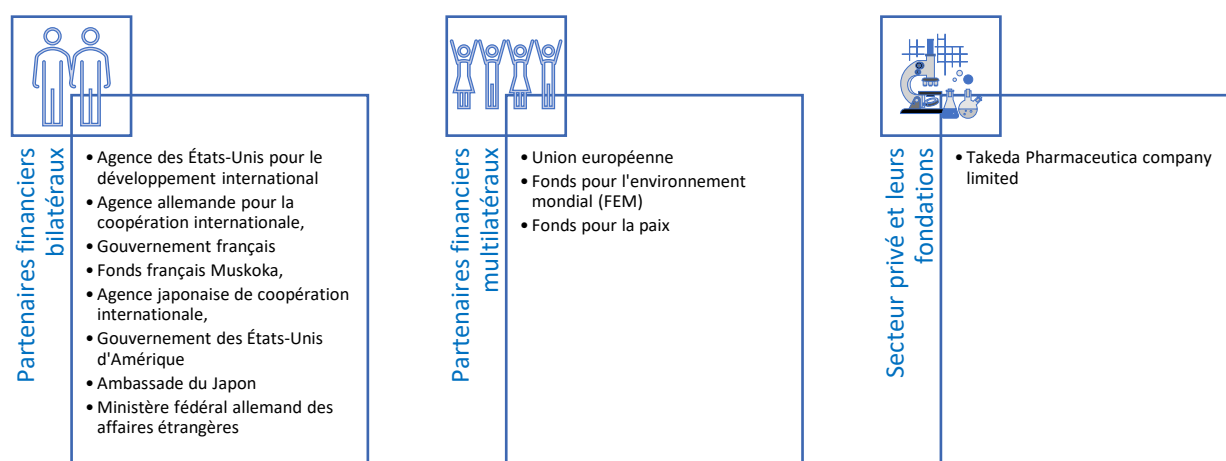 Partenaires financiers
bilatéraux
• Agence des États-Unis pour le
développement international
• Agence allemande pour la
coopération internationale,
• Gouvernement français
• Fonds français Muskoka,
• Agence japonaise de coopération
internationale,
• Gouvernement des États-Unis
d'Amérique
• Ambassade du Japon
• Ministère fédéral allemand des
affaires étrangères
Partenaires financiers
multilatéraux
• Union européenne
• Fonds pour l'environnement
mondial (FEM)
• Fonds pour la paix
Secteur privé et leurs
fondations
• Takeda Pharmaceutica company
limited